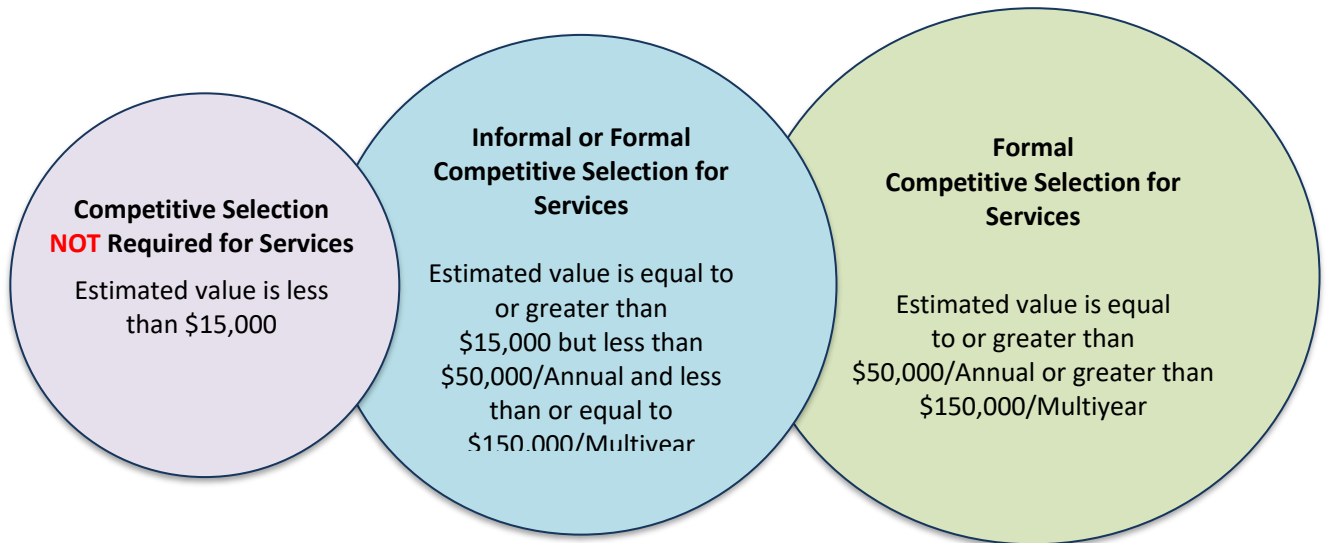 Competitive Selection
NOT Required for Services
Estimated value is less
than $15,000
Informal or Formal
Competitive Selection for
Services
Estimated value is equal to
or greater than
$15,000 but less than
$50,000/Annual and less
than or equal to
$150,000/Multiyear
Formal
Competitive Selection for
Services
Estimated value is equal
to or greater than
$50,000/Annual or greater than
$150,000/Multiyear